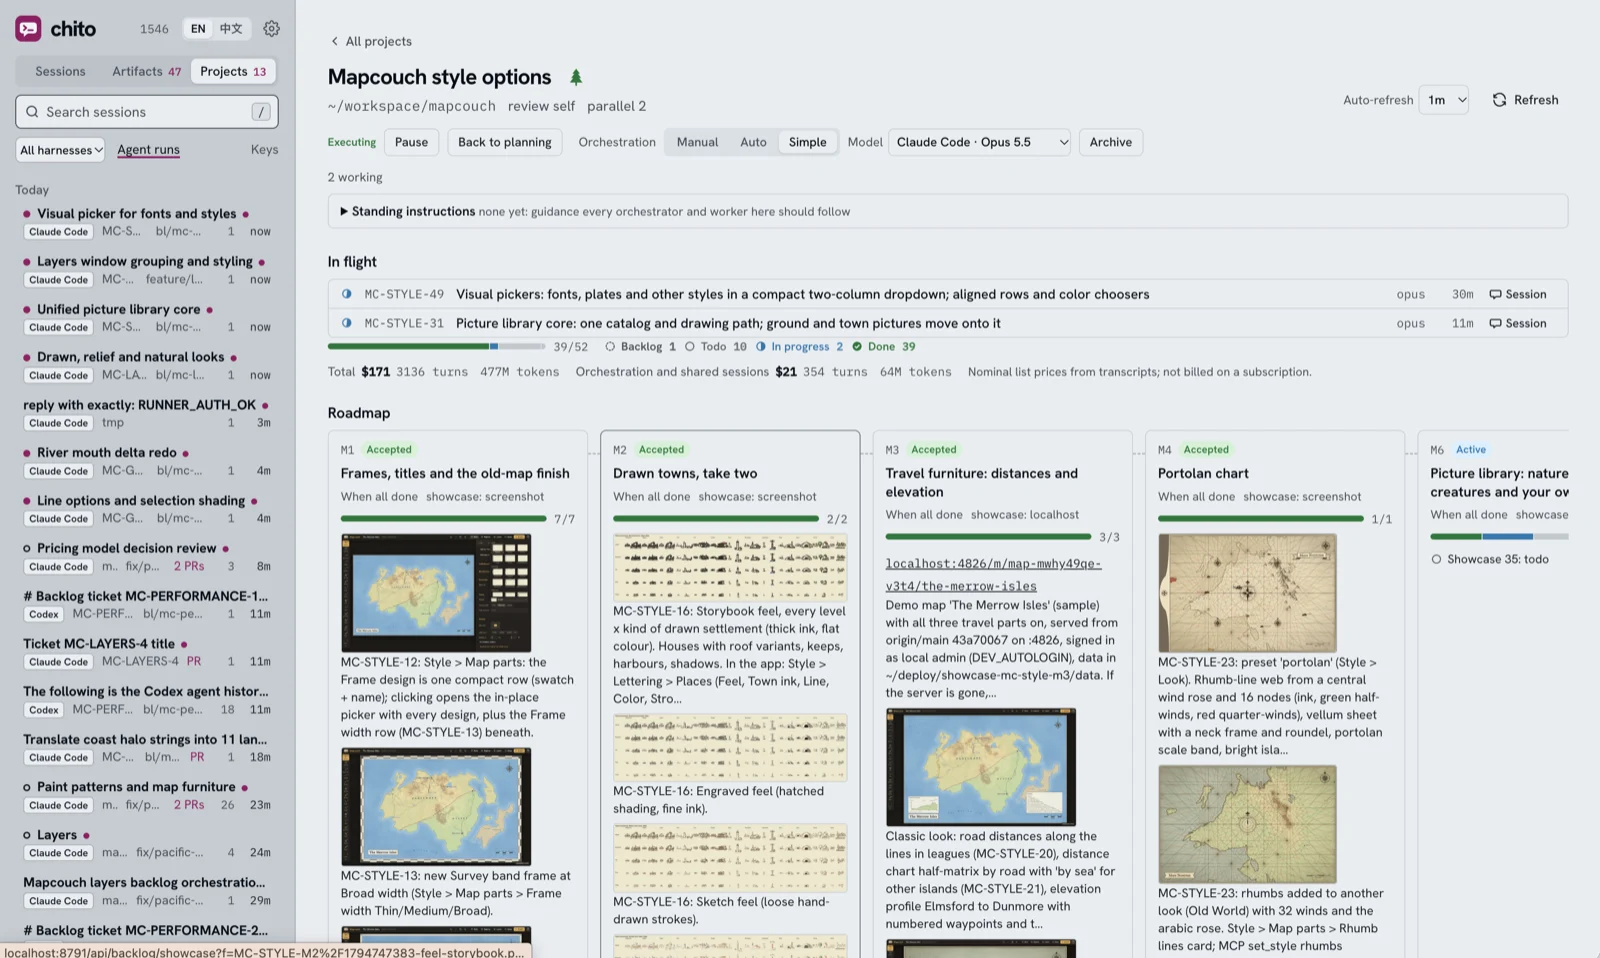 chito
1546
EN 中文
Sessions
Artifacts 47
Projects 13
Search sessions
/
All harnesses
Agent runs
Keys
Today
Visual picker for fonts and styles
Claude Code MC-S... bl/mc-... 1 now
Layers window grouping and styling
Claude Code MC-... feature/l... 1 now
Unified picture library core
Claude Code MC-S... bl/mc-... 1 now
Drawn, relief and natural looks
Claude Code MC-LA... bl/mc-l... 1 now
reply with exactly: RUNNER_AUTH_OK
Claude Code tmp 1 3m
River mouth delta redo
Claude Code MC-G... bl/mc-... 1 4m
Line options and selection shading
Claude Code MC-G... bl/mc-... 1 4m
Pricing model decision review
Claude Code m.. fix/p... 2 PRs 3 8m
# Backlog ticket MC-PERFORMANCE-1...
Codex MC-PERF... bl/mc-pe... 1 11m
Ticket MC-LAYERS-4 title
Claude Code MC-LAYERS-4 PR 1 11m
The following is the Codex agent histor...
Codex MC-PERF... bl/mc-pe... 18 11m
Translate coast halo strings into 11 lan...
Claude Code MC-... bl/m... PR 1 18m
Paint patterns and map furniture
Claude Code m.. fix/p... 2 PRs 26 23m
Layers
Claude Code ma... fix/pacific-... 4 24m
Mapcouch layers backlog orchestratio...
Claude Code ma... fix/pacific-... 1 29m
# Backlog ticket MC-PERFORMANCE-2...
localhost:8791/api/backlog/showcase?f=MC-STYLE-M2%2F1794747383-feel-storybook.p...
All projects
Mapcouch style options
~/workspace/mapcouch review self parallel 2
Auto-refresh 1m Refresh
Executing Pause Back to planning Orchestration Manual Auto Simple Model Claude Code · Opus 5.5 Archive
2 working
Standing instructions none yet: guidance every orchestrator and worker here should follow
In flight
MC-STYLE-49 Visual pickers: fonts, plates and other styles in a compact two-column dropdown; aligned rows and color choosers opus 30m Session
MC-STYLE-31 Picture library core: one catalog and drawing path; ground and town pictures move onto it opus 11m Session
39/52 Backlog 1 Todo 10 In progress 2 Done 39
Total $171 3136 turns 477M tokens Orchestration and shared sessions $21 354 turns 64M tokens Nominal list prices from transcripts; not billed on a subscription.
Roadmap
M1 Accepted
Frames, titles and the old-map finish
When all done showcase: screenshot
7/7
MC-STYLE-12: Style > Map parts: the
Frame design is one compact row (swatch
+ name); clicking opens the in-place
picker with every design, plus the Frame
width row (MC-STYLE-13) beneath.
MC-STYLE-13: new Survey band frame at
Broad width (Style > Map parts > Frame
width Thin/Medium/Broad).
M2 Accepted
Drawn towns, take two
When all done showcase: screenshot
2/2
MC-STYLE-16: Storybook feel, every level
x kind of drawn settlement (thick ink, flat
colour). Houses with roof variants, keeps,
harbours, shadows. In the app: Style >
Lettering > Places (Feel, Town ink, Line,
Color, Stro...
MC-STYLE-16: Engraved feel (hatched
shading, fine ink).
MC-STYLE-16: Sketch feel (loose hand-
drawn strokes).
M3 Accepted
Travel furniture: distances and
elevation
When all done showcase: localhost
3/3
localhost:4826/m/map-mwhy49qe-
v3t4/the-merrow-isles
Demo map 'The Merrow Isles' (sample)
with all three travel parts on, served from
origin/main 43a70067 on :4826, signed in
as local admin (DEV_AUTOLOGIN), data in
~/deploy/showcase-mc-style-m3/data. If
the server is gone,...
Classic look: road distances along the
lines in leagues (MC-STYLE-20), distance
chart half-matrix by road with 'by sea' for
other islands (MC-STYLE-21), elevation
profile Elmsford to Dunmore with
numbered waypoints and t...
M4 Accepted
Portolan chart
When all done showcase: screenshot
1/1
MC-STYLE-23: preset 'portolan' (Style >
Look). Rhumb-line web from a central
wind rose and 16 nodes (ink, green half-
winds, red quarter-winds), vellum sheet
with a neck frame and roundel, portolan
scale band, bright isla...
MC-STYLE-23: rhumbs added to another
look (Old World) with 32 winds and the
arabic rose. Style > Map parts > Rhumb
lines card; MCP set_style rhumbs
M6 Active
Picture library: nature
creatures and your ow
When all done showcase
Showcase 35: todo